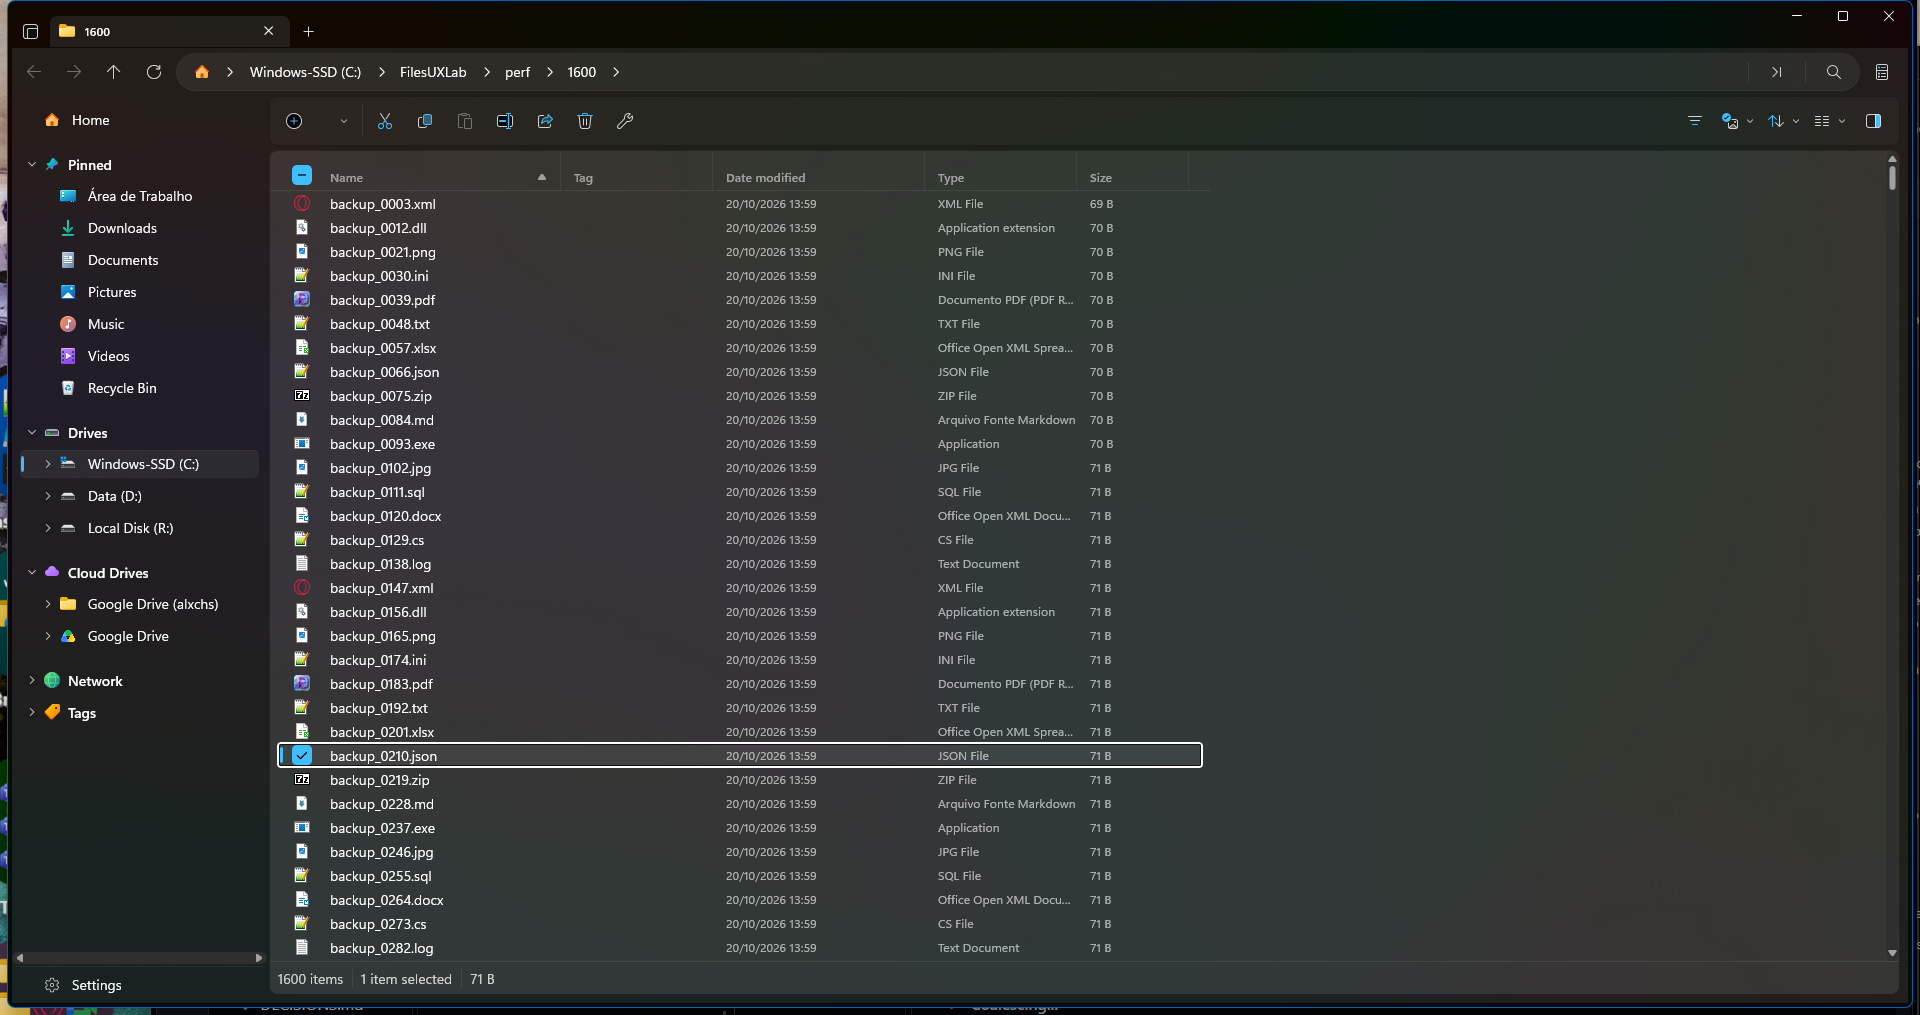 1600
Windows-SSD (C:) FilesUXLab perf 1600
Home
Pinned
Área de Trabalho
Downloads
Documents
Pictures
Music
Videos
Recycle Bin
Drives
Windows-SSD (C:)
Data (D:)
Local Disk (R:)
Cloud Drives
Google Drive (alxchs)
Google Drive
Network
Tags
Settings
Name Tag Date modified Type Size
backup_0003.xml 20/10/2026 13:59 XML File 69 B
backup_0012.dll 20/10/2026 13:59 Application extension 70 B
backup_0021.png 20/10/2026 13:59 PNG File 70 B
backup_0030.ini 20/10/2026 13:59 INI File 70 B
backup_0039.pdf 20/10/2026 13:59 Documento PDF (PDF R... 70 B
backup_0048.txt 20/10/2026 13:59 TXT File 70 B
backup_0057.xlsx 20/10/2026 13:59 Office Open XML Sprea... 70 B
backup_0066.json 20/10/2026 13:59 JSON File 70 B
backup_0075.zip 20/10/2026 13:59 ZIP File 70 B
backup_0084.md 20/10/2026 13:59 Arquivo Fonte Markdown 70 B
backup_0093.exe 20/10/2026 13:59 Application 70 B
backup_0102.jpg 20/10/2026 13:59 JPG File 71 B
backup_0111.sql 20/10/2026 13:59 SQL File 71 B
backup_0120.docx 20/10/2026 13:59 Office Open XML Docu... 71 B
backup_0129.cs 20/10/2026 13:59 CS File 71 B
backup_0138.log 20/10/2026 13:59 Text Document 71 B
backup_0147.xml 20/10/2026 13:59 XML File 71 B
backup_0156.dll 20/10/2026 13:59 Application extension 71 B
backup_0165.png 20/10/2026 13:59 PNG File 71 B
backup_0174.ini 20/10/2026 13:59 INI File 71 B
backup_0183.pdf 20/10/2026 13:59 Documento PDF (PDF R... 71 B
backup_0192.txt 20/10/2026 13:59 TXT File 71 B
backup_0201.xlsx 20/10/2026 13:59 Office Open XML Sprea... 71 B
backup_0210.json 20/10/2026 13:59 JSON File 71 B
backup_0219.zip 20/10/2026 13:59 ZIP File 71 B
backup_0228.md 20/10/2026 13:59 Arquivo Fonte Markdown 71 B
backup_0237.exe 20/10/2026 13:59 Application 71 B
backup_0246.jpg 20/10/2026 13:59 JPG File 71 B
backup_0255.sql 20/10/2026 13:59 SQL File 71 B
backup_0264.docx 20/10/2026 13:59 Office Open XML Docu... 71 B
backup_0273.cs 20/10/2026 13:59 CS File 71 B
backup_0282.log 20/10/2026 13:59 Text Document 71 B
1600 items 1 item selected 71 B